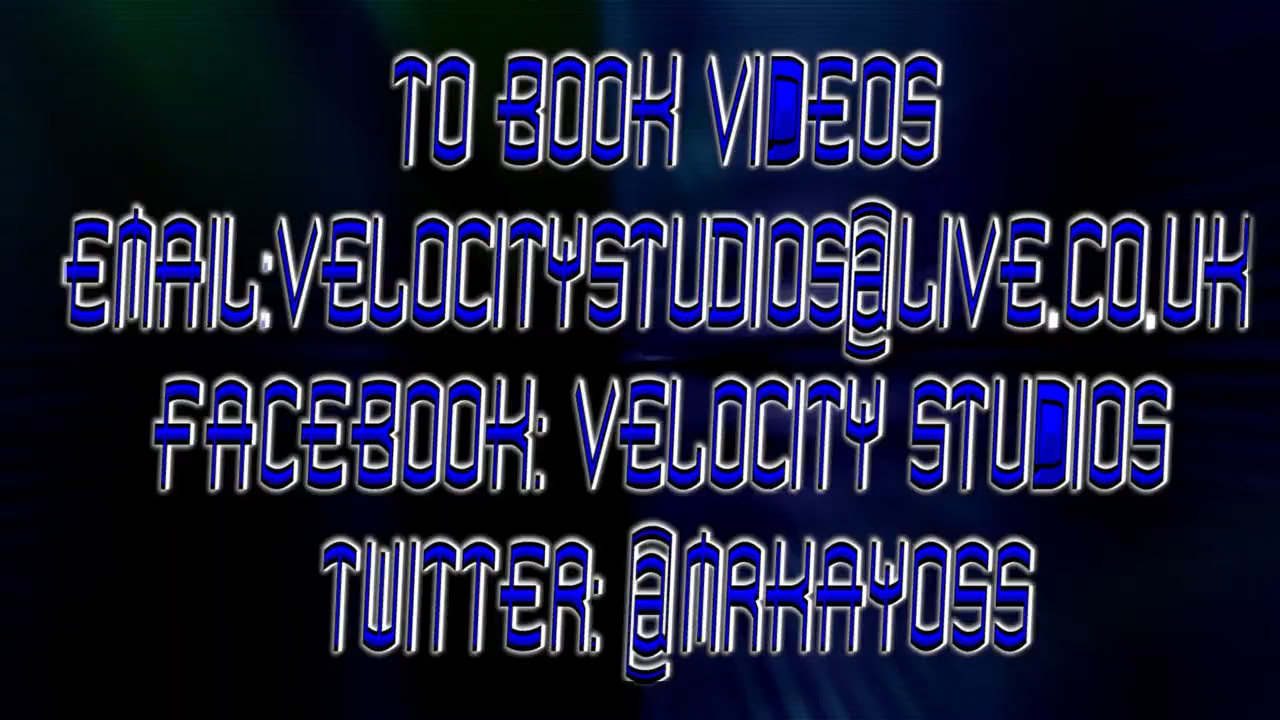 TO BOOK VIDEOS
EMAIL:VELOCITYSTUDIOS@LIVE.CO.UK
FACEBOOK: VELOCITY STUDIOS
TWITTER: @MRKAYOSS